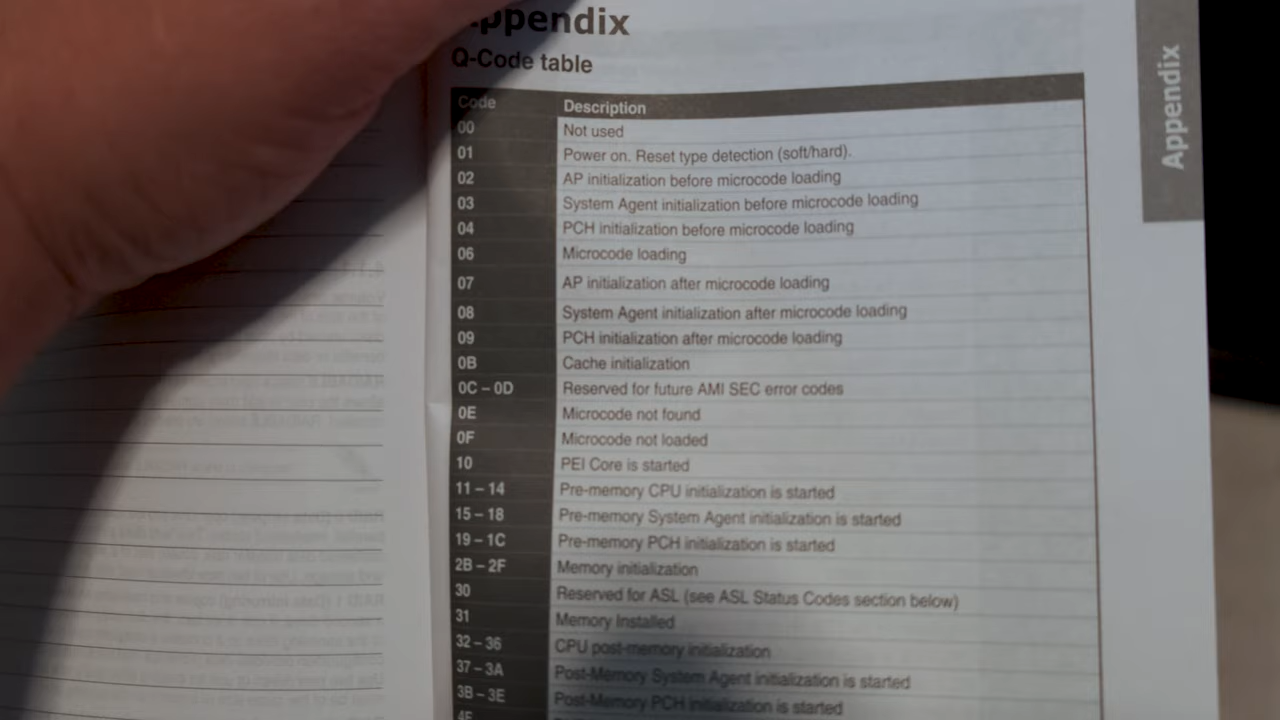 Appendix
Q-Code table
Code Description
00 Not used
01 Power on. Reset type detection (soft/hard).
02 AP initialization before microcode loading
03 System Agent initialization before microcode loading
04 PCH initialization before microcode loading
06 Microcode loading
07 AP initialization after microcode loading
08 System Agent initialization after microcode loading
09 PCH initialization after microcode loading
0B Cache initialization
0C – 0D Reserved for future AMI SEC error codes
0E Microcode not found
0F Microcode not loaded
10 PEI Core is started
11 – 14 Pre-memory CPU initialization is started
15 – 18 Pre-memory System Agent initialization is started
19 – 1C Pre-memory PCH initialization is started
2B – 2F Memory initialization
30 Reserved for ASL (see ASL Status Codes section below)
31 Memory Installed
32 – 36 CPU post-memory initialization
37 – 3A Post-Memory System Agent initialization is started
3B – 3E Post-Memory PCH initialization is started
4F
Appendix